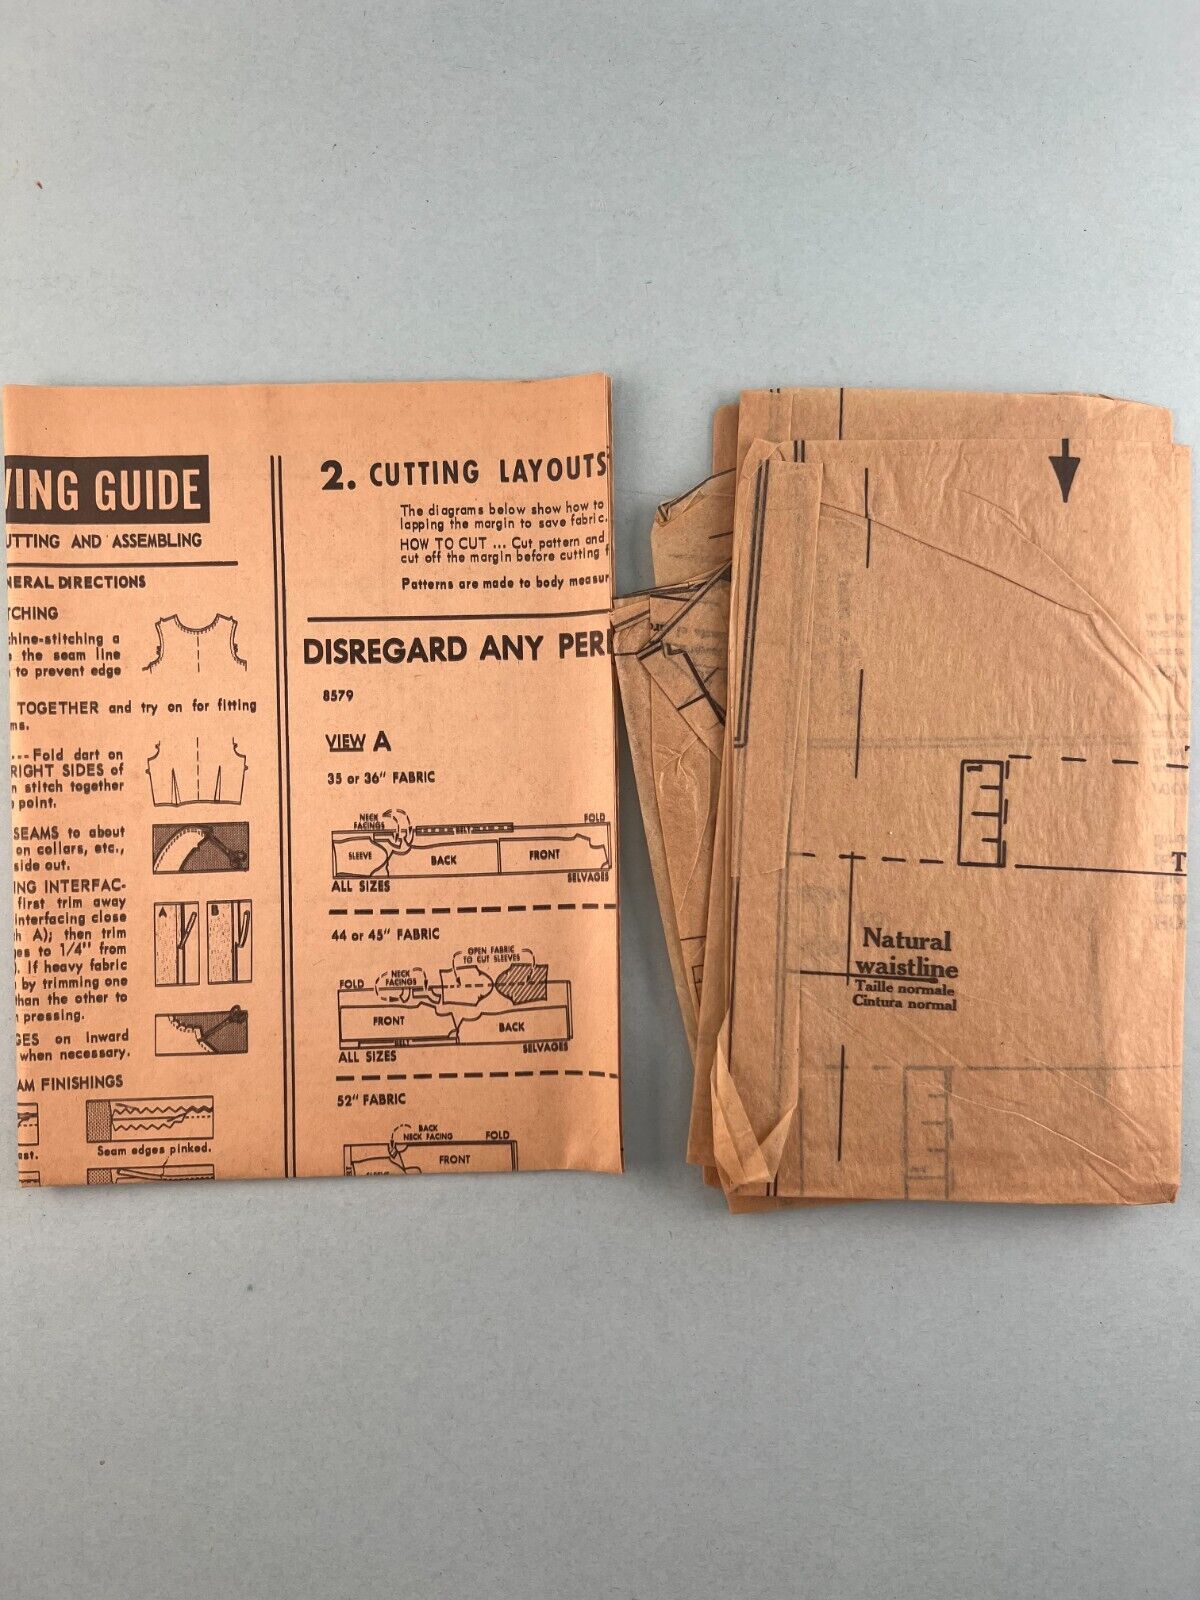 ING GUIDE
UTTING AND ASSEMBLING
NERAL DIRECTIONS
CHING
hine-stitching a
the seam line
to prevent edge
TOGETHER and try on for fitting
ms.
...Fold dart on
RIGHT SIDES of
n stitch together
point.
SEAMS to about
on collars, etc.,
side out.
ING INTERFAC-
first trim away
interfacing close
h A); then trim
es to 1/4" from
). If heavy fabric
by trimming one
than the other to
pressing.
GES on inward
when necessary.
AM FINISHINGS
A B
Seam edges pinked.
st.
2. CUTTING LAYOUTS
The diagrams below show how to
lapping the margin to save fabric.
HOW TO CUT ... Cut pattern and
cut off the margin before cutting f
Patterns are made to body measur
DISREGARD ANY PER
8579
VIEW A
35 or 36" FABRIC
NECK
FACINGS
BELT
FOLD
SLEEVE
BACK
FRONT
ALL SIZES
SELVAGES
44 or 45" FABRIC
OPEN FABRIC
TO CUT SLEEVES
FOLD
NECK
FACINGS
FRONT
BACK
BELT
ALL SIZES
SELVAGES
52" FABRIC
BACK
NECK FACING
FOLD
FRONT
SLEEVE
T
Natural
waistline
Taille normale
Cintura normal